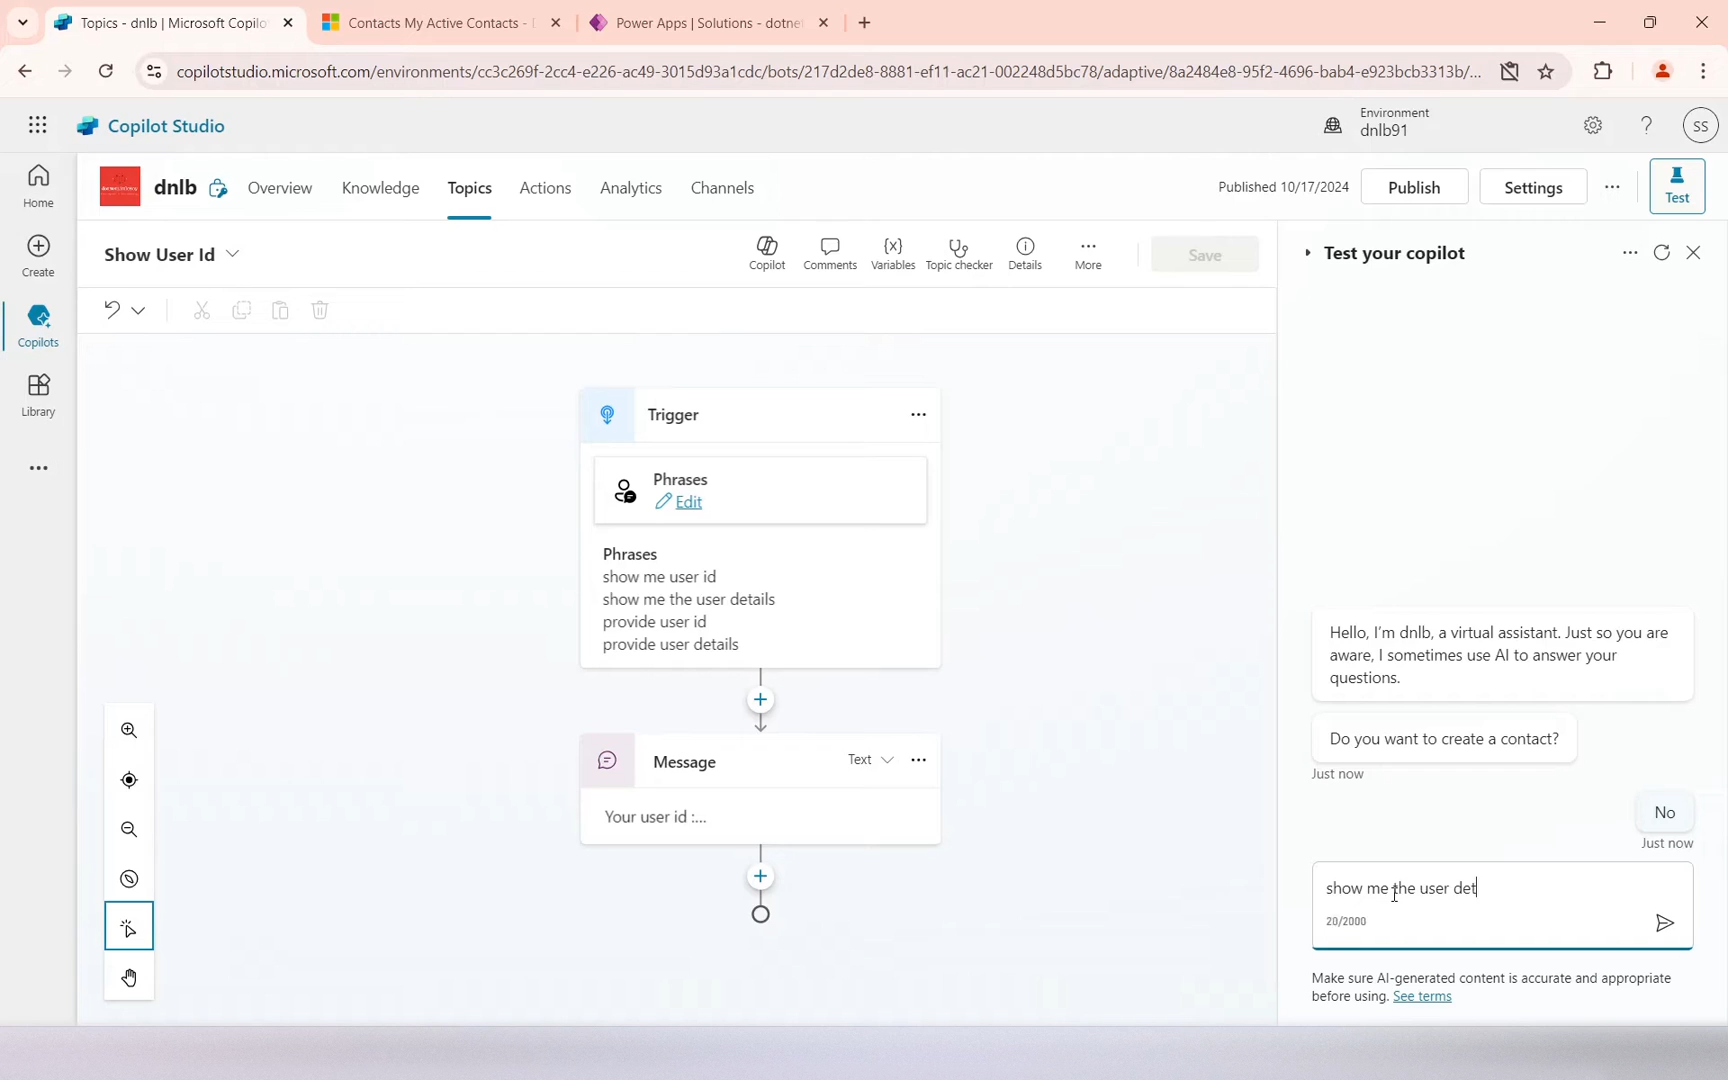 Topics - dnlb | Microsoft Copilo
Contacts My Active Contacts -
Power Apps | Solutions - dotne
copilotstudio.microsoft.com/environments/cc3c269f-2cc4-e226-ac49-3015d93a1cdc/bots/217d2de8-8881-ef11-ac21-002248d5bc78/adaptive/8a2484e8-95f2-4696-bab4-e923bcb3313b/...
Copilot Studio
Environment
dnlb91
SS
Home
Create
Copilots
Library
dnlb
Overview
Knowledge
Topics
Actions
Analytics
Channels
Published 10/17/2024
Publish
Settings
Test
Show User Id
Copilot
Comments
Variables
Topic checker
Details
More
Save
Test your copilot
Trigger
Phrases
Edit
Phrases
show me user id
show me the user details
provide user id
provide user details
Message
Text
Your user id :...
Hello, I'm dnlb, a virtual assistant. Just so you are
aware, I sometimes use AI to answer your
questions.
Do you want to create a contact?
Just now
No
Just now
show me the user det
20/2000
Make sure AI-generated content is accurate and appropriate
before using. See terms